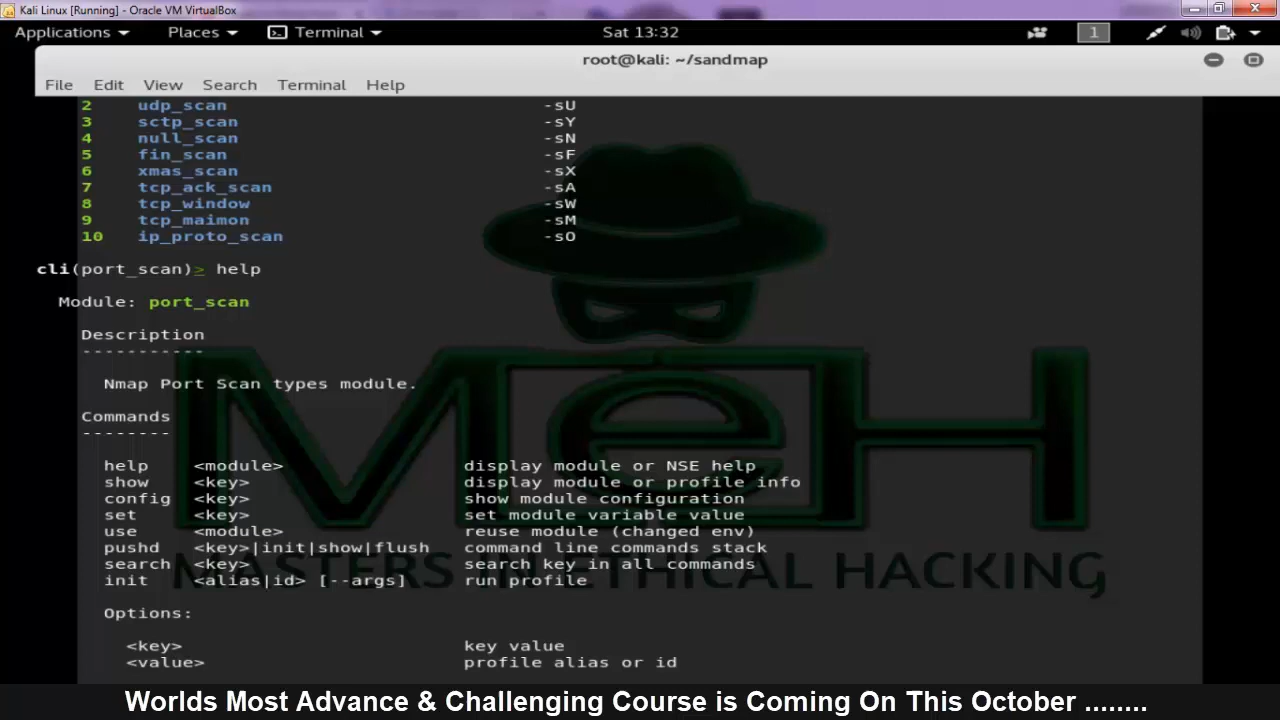 Kali Linux [Running] - Oracle VM VirtualBox
Applications Places Terminal Sat 13:32 1
root@kali: ~/sandmap
File Edit View Search Terminal Help
2 udp_scan -sU
3 sctp_scan -sY
4 null_scan -sN
5 fin_scan -sF
6 xmas_scan -sX
7 tcp_ack_scan -sA
8 tcp_window -sW
9 tcp_maimon -sM
10 ip_proto_scan -sO
cli(port_scan)> help
Module: port_scan
Description
-----------
Nmap Port Scan types module.
Commands
--------
help <module> display module or NSE help
show <key> display module or profile info
config <key> show module configuration
set <key> set module variable value
use <module> reuse module (changed env)
pushd <key>|init|show|flush command line commands stack
search <key> search key in all commands
init <alias|id> [--args] run profile
Options:
<key> key value
<value> profile alias or id
MeH
MASTERS IN ETHICAL HACKING
Worlds Most Advance & Challenging Course is Coming On This October ........